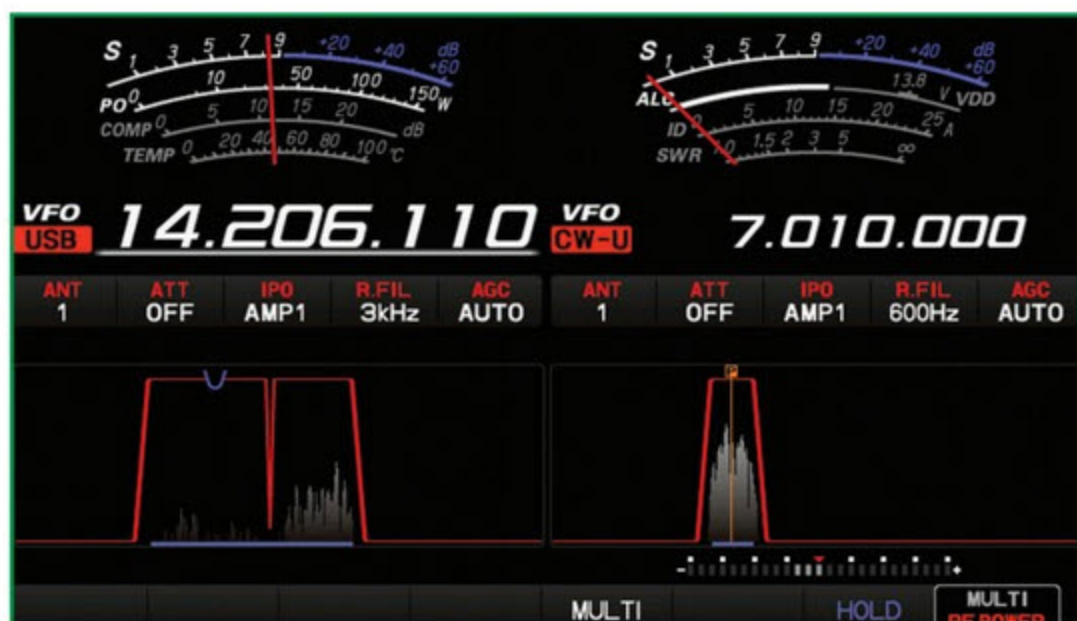 S 1 3 5 7 9 +20 +40 +60 dB
PO 0 10 50 100 150 W
COMP 0 5 10 15 20 dB
TEMP 0 20 40 60 80 100 °C
S 1 3 5 7 9 +20 +40 +60 dB
ALC 13.8 V VDD
ID 0 5 10 15 20 25 A
SWR 1.0 1.5 2 3 5 ∞
VFO
USB
14.206.110
VFO
CW-U
7.010.000
ANT ATT IPO R.FIL AGC
1 OFF AMP1 3kHz AUTO
ANT ATT IPO R.FIL AGC
1 OFF AMP1 600Hz AUTO
P
- +
MULTI HOLD MULTI
RF POWER